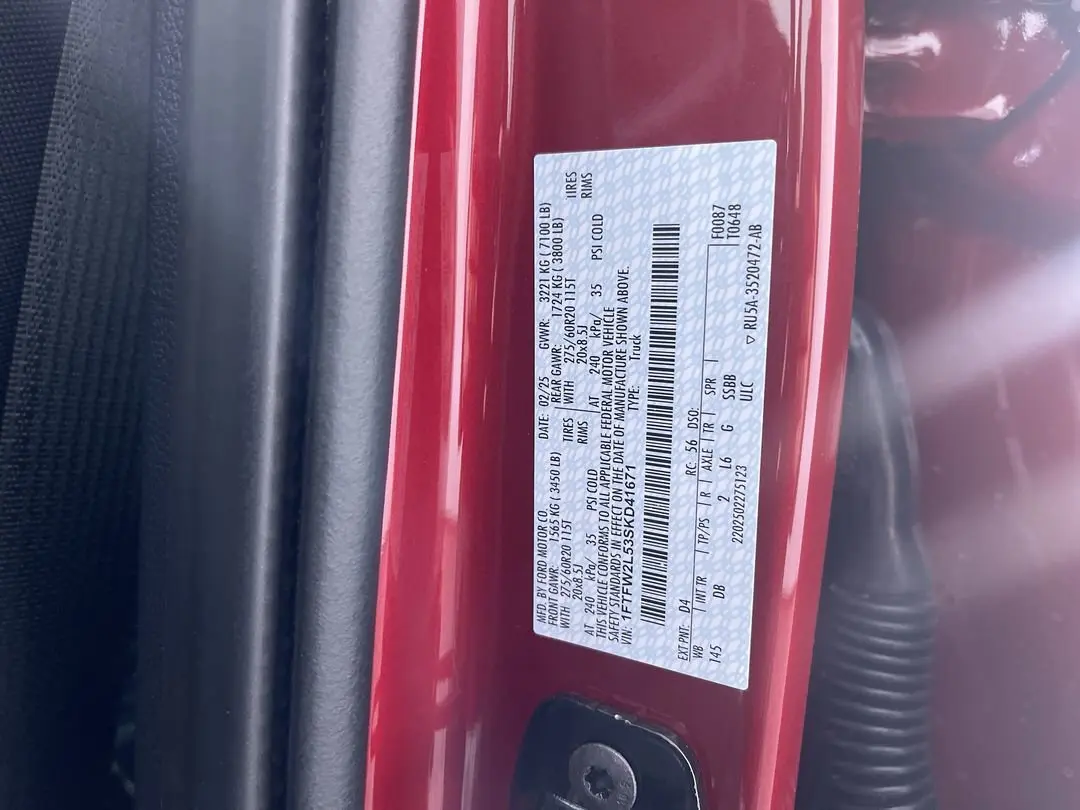 MFD. BY FORD MOTOR CO. DATE: 02/25 GVWR: 3221 KG ( 7100 LB)
FRONT GAWR: 1565 KG ( 3450 LB) REAR GAWR: 1724 KG ( 3800 LB)
WITH 275/60R20 115T TIRES WITH 275/60R20 115T TIRES
20x8.5J RIMS 20x8.5J RIMS
AT 240 kPa/ 35 PSI COLD AT 240 kPa/ 35 PSI COLD
THIS VEHICLE CONFORMS TO ALL APPLICABLE FEDERAL MOTOR VEHICLE
SAFETY STANDARDS IN EFFECT ON THE DATE OF MANUFACTURE SHOWN ABOVE.
VIN: 1FTFW2L53SKD41671 TYPE: Truck
EXT PNT: D4 RC: 56 DSO: F0087
WB INT TR TP/PS R AXLE TR SPR T0648
145 DB 2 L6 G SSBB ▽ RU5A-3520472-AB
2202502275123 ULC